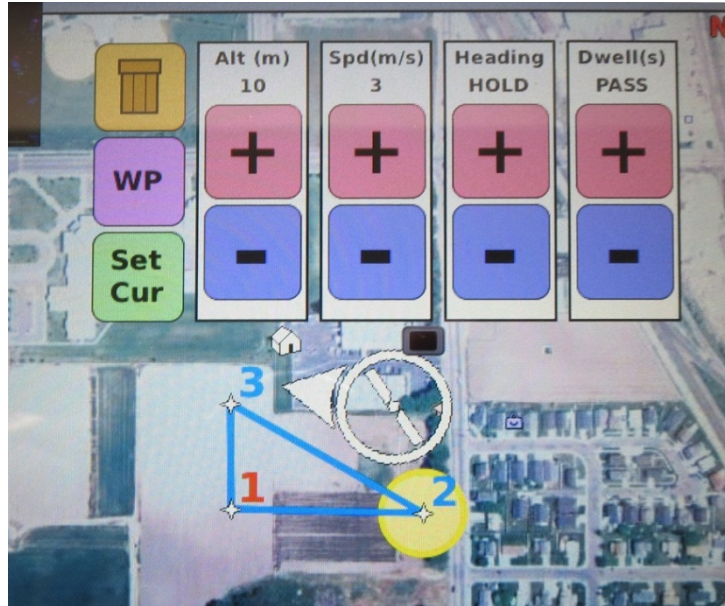 N
Alt (m)
10
+
-
Spd(m/s)
3
+
-
Heading
HOLD
+
-
Dwell(s)
PASS
+
-
WP
Set
Cur
3
1
2